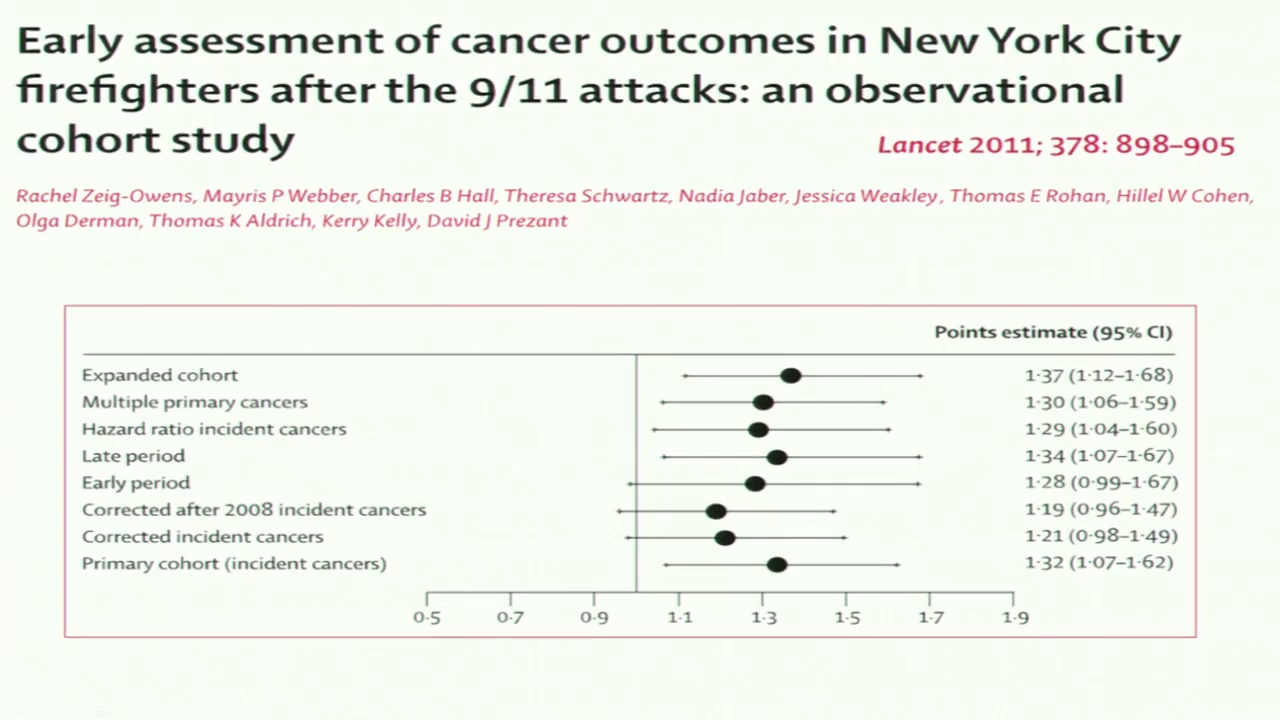 Early assessment of cancer outcomes in New York City
firefighters after the 9/11 attacks: an observational
cohort study
Lancet 2011; 378: 898–905
Rachel Zeig-Owens, Mayris P Webber, Charles B Hall, Theresa Schwartz, Nadia Jaber, Jessica Weakley, Thomas E Rohan, Hillel W Cohen,
Olga Derman, Thomas K Aldrich, Kerry Kelly, David J Prezant
Points estimate (95% CI)
Expanded cohort 1·37 (1·12–1·68)
Multiple primary cancers 1·30 (1·06–1·59)
Hazard ratio incident cancers 1·29 (1·04–1·60)
Late period 1·34 (1·07–1·67)
Early period 1·28 (0·99–1·67)
Corrected after 2008 incident cancers 1·19 (0·96–1·47)
Corrected incident cancers 1·21 (0·98–1·49)
Primary cohort (incident cancers) 1·32 (1·07–1·62)
0·5 0·7 0·9 1·1 1·3 1·5 1·7 1·9